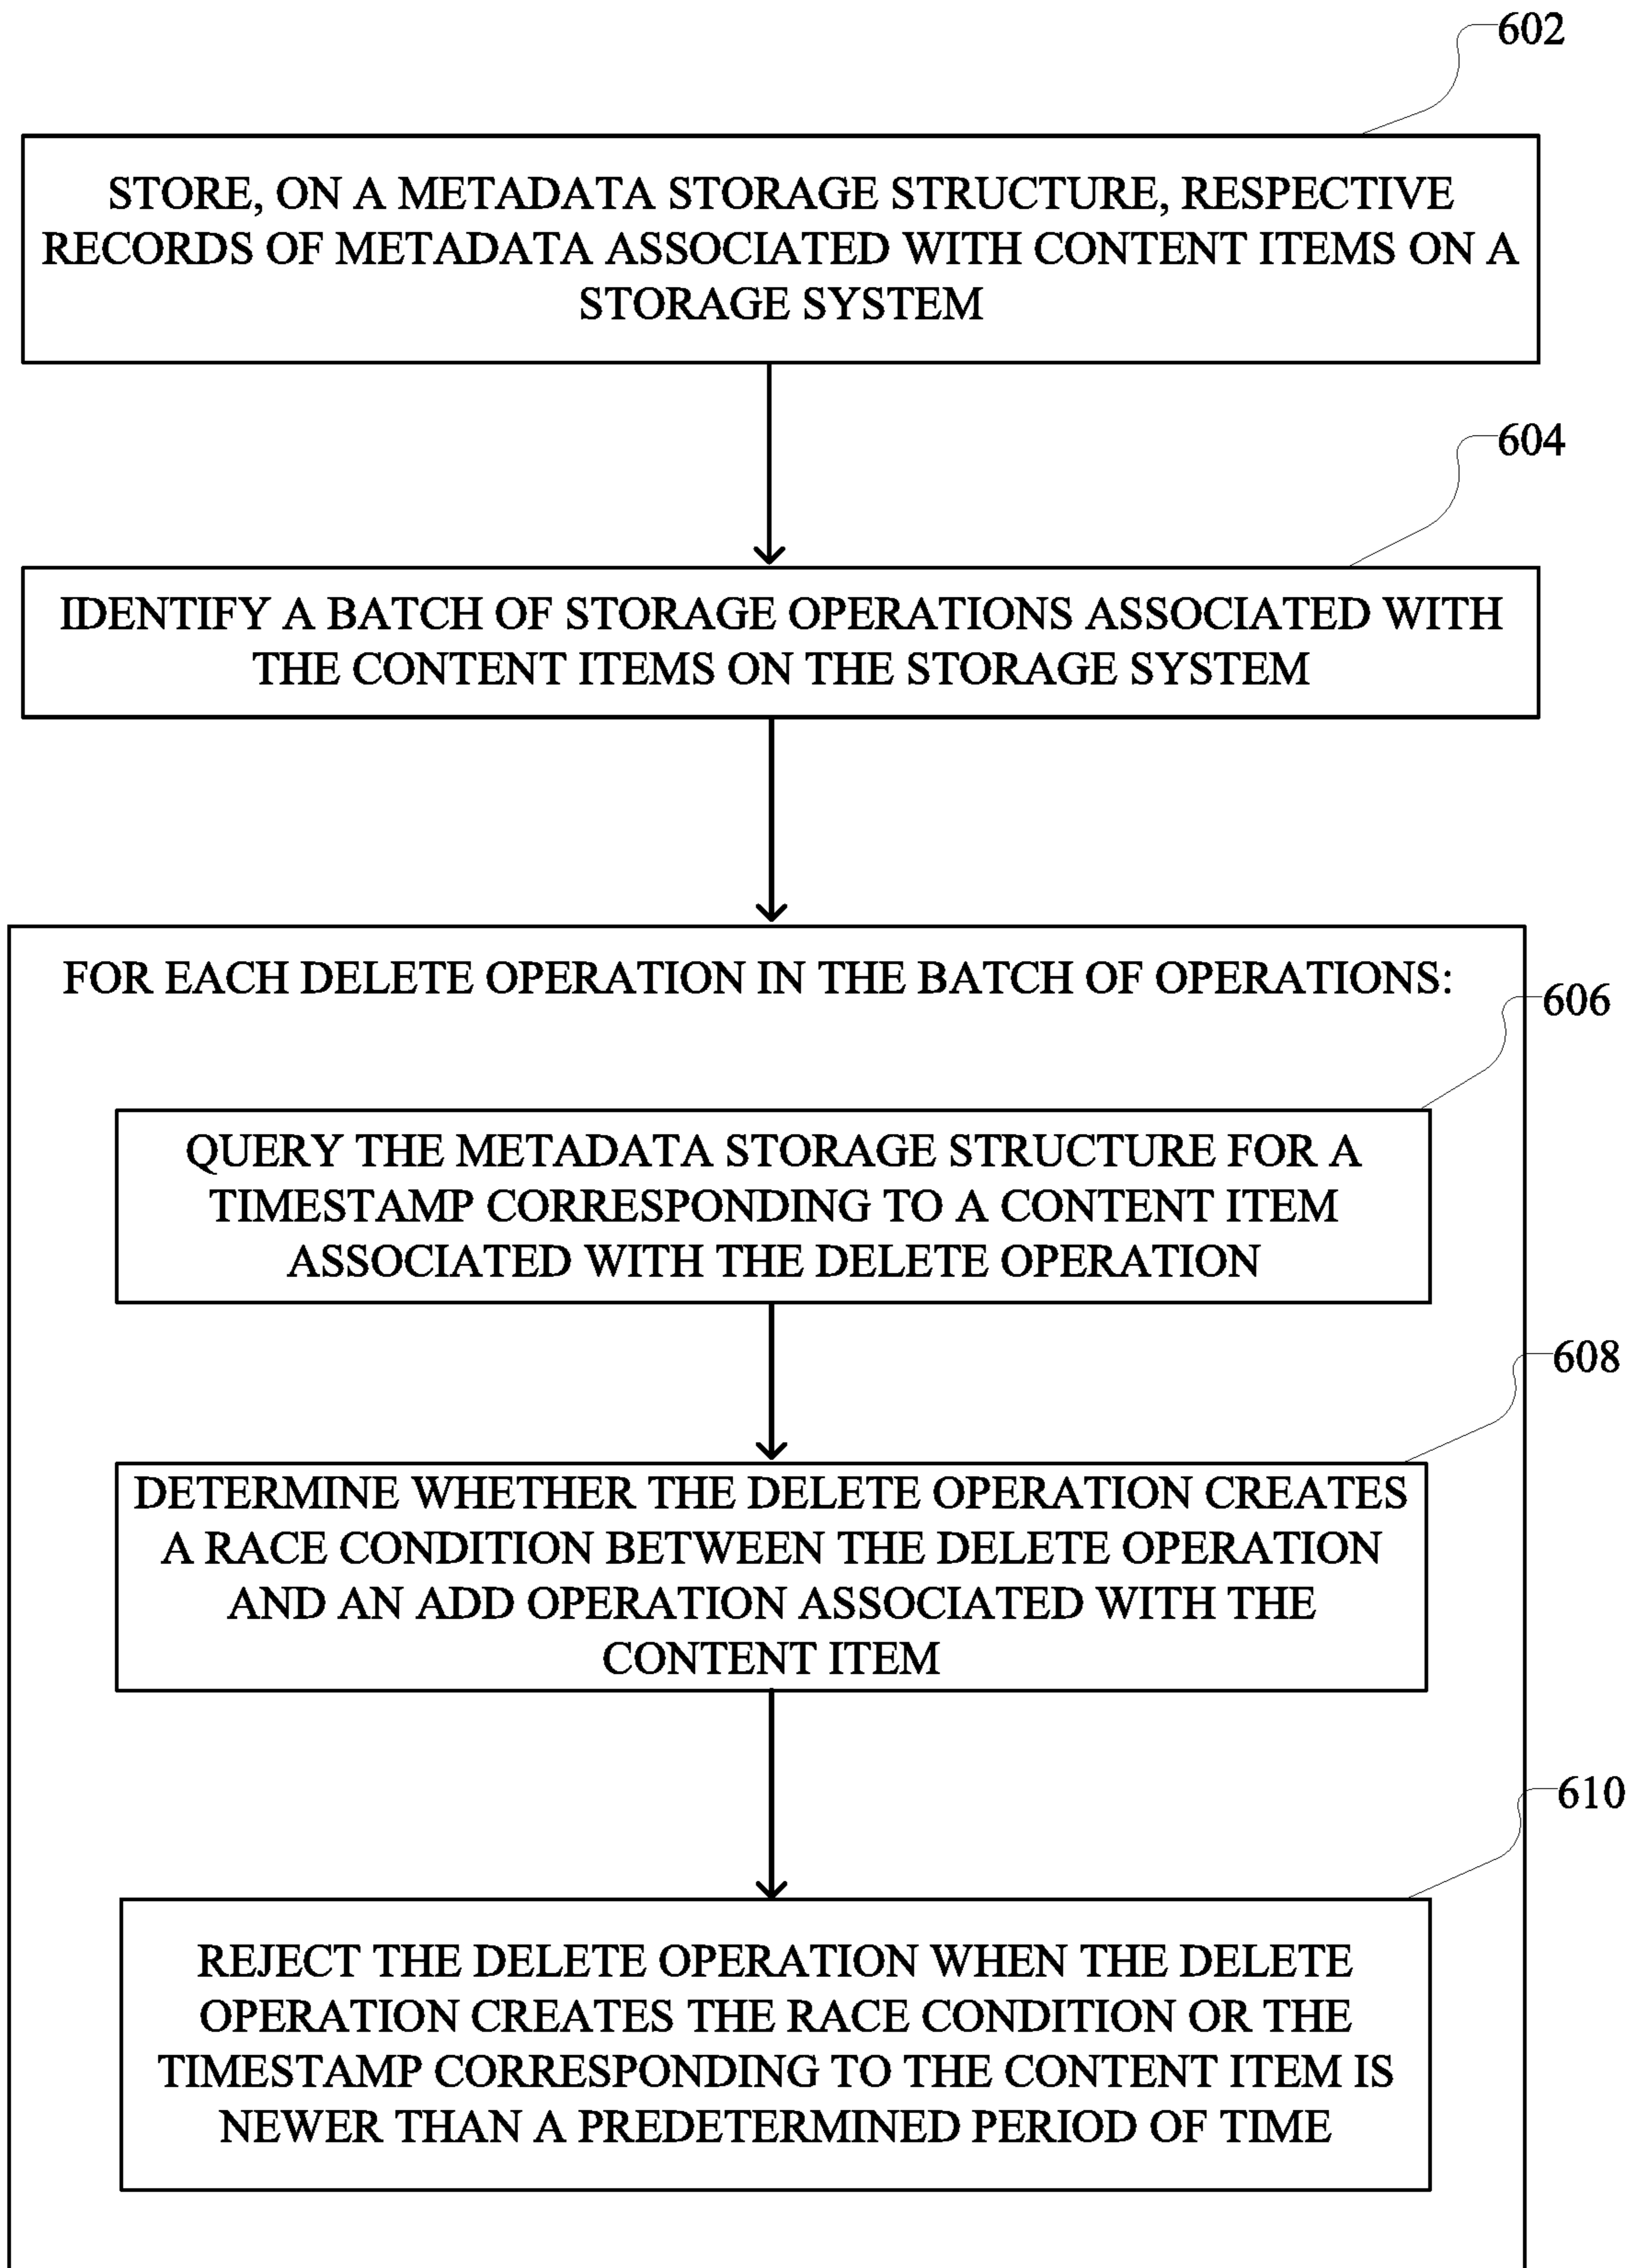 602
STORE, ON A METADATA STORAGE STRUCTURE, RESPECTIVE
RECORDS OF METADATA ASSOCIATED WITH CONTENT ITEMS ON A
STORAGE SYSTEM
604
IDENTIFY A BATCH OF STORAGE OPERATIONS ASSOCIATED WITH
THE CONTENT ITEMS ON THE STORAGE SYSTEM
FOR EACH DELETE OPERATION IN THE BATCH OF OPERATIONS:
606
QUERY THE METADATA STORAGE STRUCTURE FOR A
TIMESTAMP CORRESPONDING TO A CONTENT ITEM
ASSOCIATED WITH THE DELETE OPERATION
608
DETERMINE WHETHER THE DELETE OPERATION CREATES
A RACE CONDITION BETWEEN THE DELETE OPERATION
AND AN ADD OPERATION ASSOCIATED WITH THE
CONTENT ITEM
610
REJECT THE DELETE OPERATION WHEN THE DELETE
OPERATION CREATES THE RACE CONDITION OR THE
TIMESTAMP CORRESPONDING TO THE CONTENT ITEM IS
NEWER THAN A PREDETERMINED PERIOD OF TIME